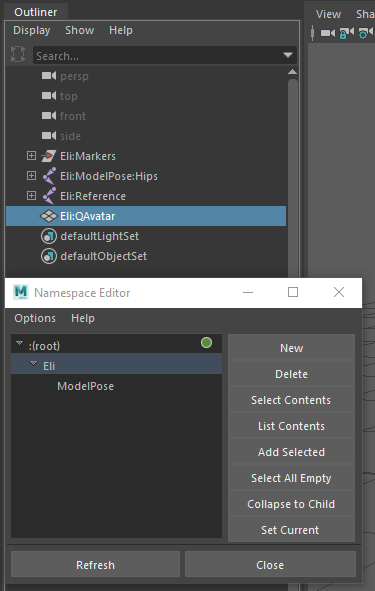 Outliner
View Sha
Display Show Help
Search...
persp
top
front
side
Eli:Markers
Eli:ModelPose:Hips
Eli:Reference
Eli:QAvatar
defaultLightSet
defaultObjectSet
M Namespace Editor
Options Help
:(root)
Eli
ModelPose
New
Delete
Select Contents
List Contents
Add Selected
Select All Empty
Collapse to Child
Set Current
Refresh Close